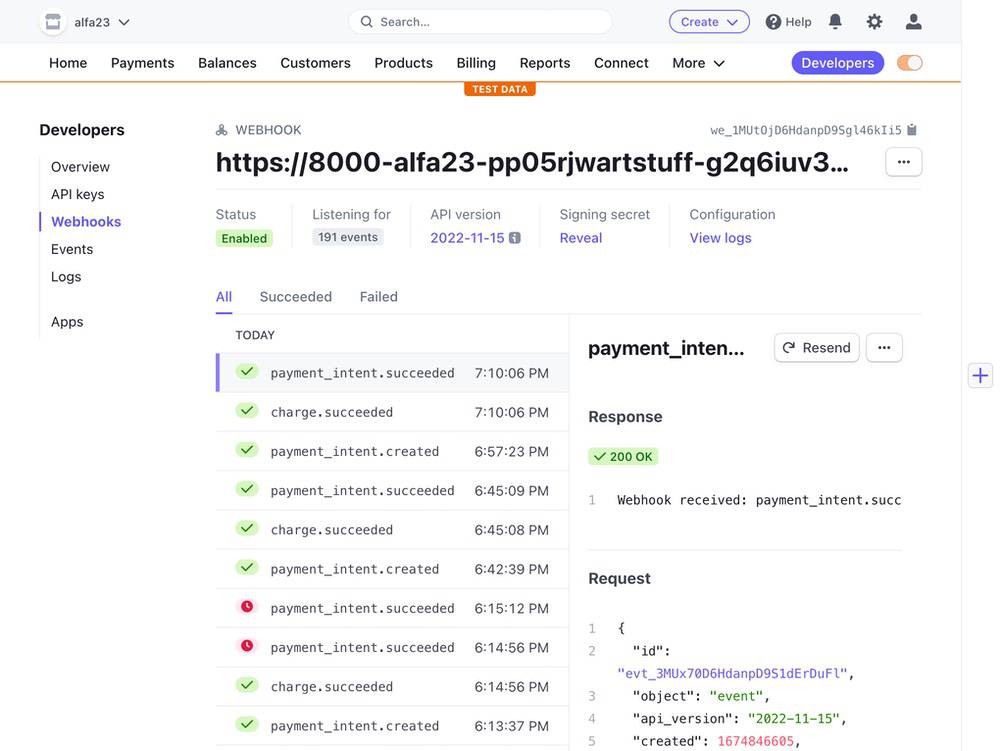 alfa23
Search...
Create
Help
Home Payments Balances Customers Products Billing Reports Connect More Developers
TEST DATA
Developers
Overview
API keys
Webhooks
Events
Logs
Apps
WEBHOOK
we_1MUtOjD6HdanpD9Sgl46kIi5
https://8000-alfa23-pp05rjwartstuff-g2q6iuv3...
Status
Enabled
Listening for
191 events
API version
2022-11-15
Signing secret
Reveal
Configuration
View logs
All Succeeded Failed
TODAY
payment_intent.succeeded 7:10:06 PM
charge.succeeded 7:10:06 PM
payment_intent.created 6:57:23 PM
payment_intent.succeeded 6:45:09 PM
charge.succeeded 6:45:08 PM
payment_intent.created 6:42:39 PM
payment_intent.succeeded 6:15:12 PM
payment_intent.succeeded 6:14:56 PM
charge.succeeded 6:14:56 PM
payment_intent.created 6:13:37 PM
payment_inten...
Resend
Response
200 OK
1 Webhook received: payment_intent.succ
Request
1 {
2 "id":
"evt_3MUx70D6HdanpD9S1dErDuFl",
3 "object": "event",
4 "api_version": "2022-11-15",
5 "created": 1674846605,